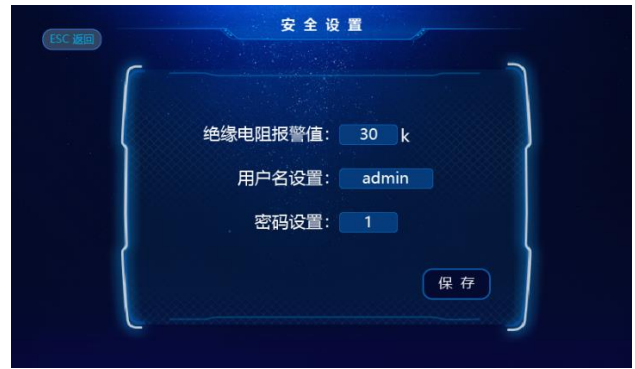 安全设置
ESC 返回
绝缘电阻报警值: 30 k
用户名设置: admin
密码设置: 1
保存